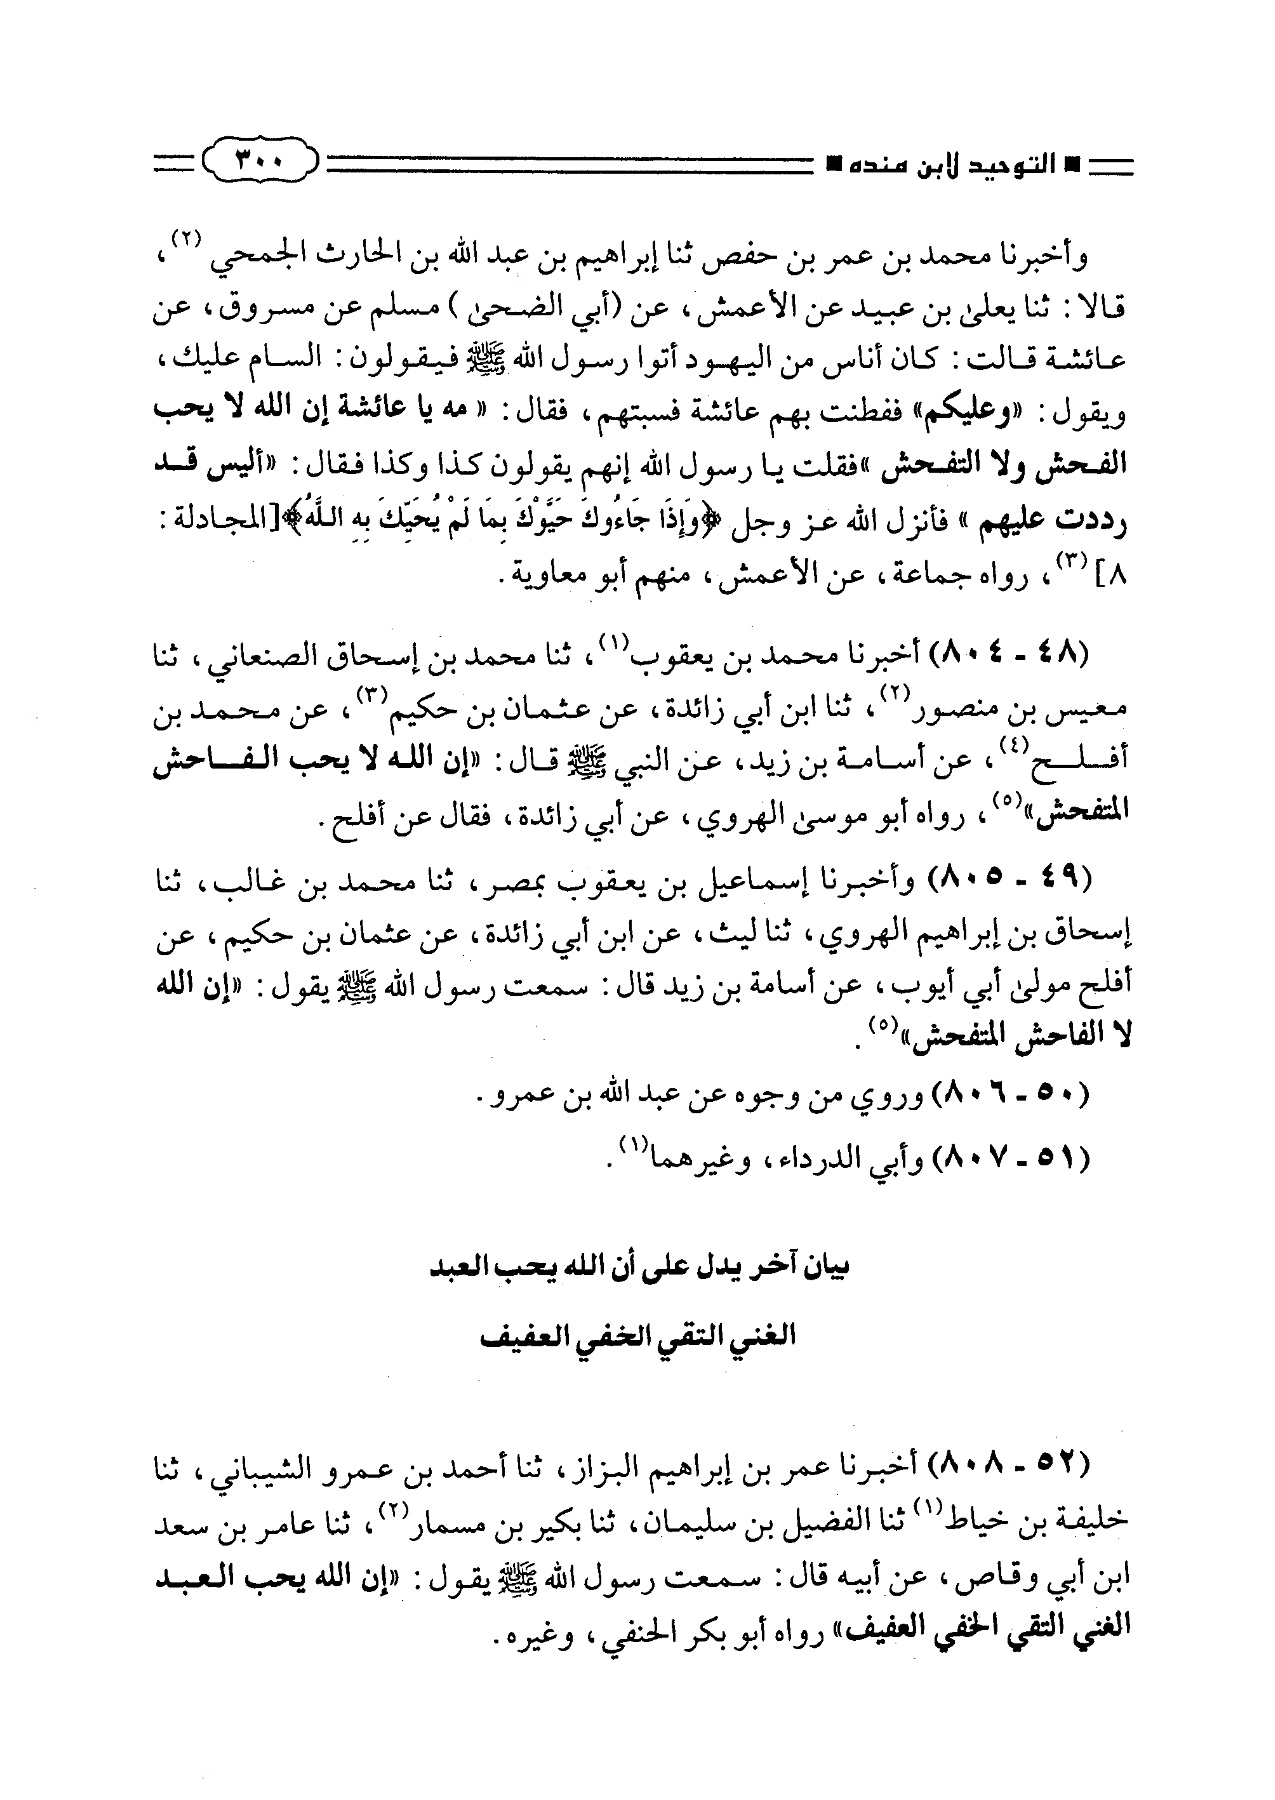 ■ التوحيد لابن منده ■ ٣٠٠
وأخبرنا محمد بن عمر بن حفص ثنا إبراهيم بن عبد الله بن الحارث الجمحي (٢)،
قالا: ثنا يعلىٰ بن عبيد عن الأعمش، عن (أبي الضحىٰ) مسلم عن مسروق، عن
عائشة قالت: كان أناس من اليهود أتوا رسول الله ﷺ فيقولون: السام عليك،
ويقول: «وعليكم» ففطنت بهم عائشة فسبتهم، فقال: «مه يا عائشة إن الله لا يحب
الفحش ولا التفحش» فقلت يا رسول الله إنهم يقولون كذا وكذا فقال: «أليس قد
رددت عليهم» فأنزل الله عز وجل ﴿وَإِذَا جَاءُوكَ حَيَّوْكَ بِمَا لَمْ يُحَيِّكَ بِهِ اللَّهُ﴾[المجادلة:
٨](٣)، رواه جماعة، عن الأعمش، منهم أبو معاوية.
(٤٨ - ٨٠٤) أخبرنا محمد بن يعقوب(١)، ثنا محمد بن إسحاق الصنعاني، ثنا
معيس بن منصور(٢)، ثنا ابن أبي زائدة، عن عثمان بن حكيم(٣)، عن محمد بن
أفلح(٤)، عن أسامة بن زيد، عن النبي ﷺ قال: «إن الله لا يحب الفاحش
المتفحش»(٥)، رواه أبو موسىٰ الهروي، عن أبي زائدة، فقال عن أفلح.
(٤٩ - ٨٠٥) وأخبرنا إسماعيل بن يعقوب بمصر، ثنا محمد بن غالب، ثنا
إسحاق بن إبراهيم الهروي، ثنا ليث، عن ابن أبي زائدة، عن عثمان بن حكيم، عن
أفلح مولىٰ أبي أيوب، عن أسامة بن زيد قال: سمعت رسول الله ﷺ يقول: «إن الله
لا الفاحش المتفحش»(٥).
(٥٠ - ٨٠٦) وروي من وجوه عن عبد الله بن عمرو.
(٥١ - ٨٠٧) وأبي الدرداء، وغيرهما(١).
بيان آخر يدل على أن الله يحب العبد
الغني التقي الخفي العفيف
(٥٢ - ٨٠٨) أخبرنا عمر بن إبراهيم البزاز، ثنا أحمد بن عمرو الشيباني، ثنا
خليفة بن خياط(١) ثنا الفضيل بن سليمان، ثنا بكير بن مسمار(٢)، ثنا عامر بن سعد
ابن أبي وقاص، عن أبيه قال: سمعت رسول الله ﷺ يقول: «إن الله يحب العبد
الغني التقي الخفي العفيف» رواه أبو بكر الحنفي، وغيره.